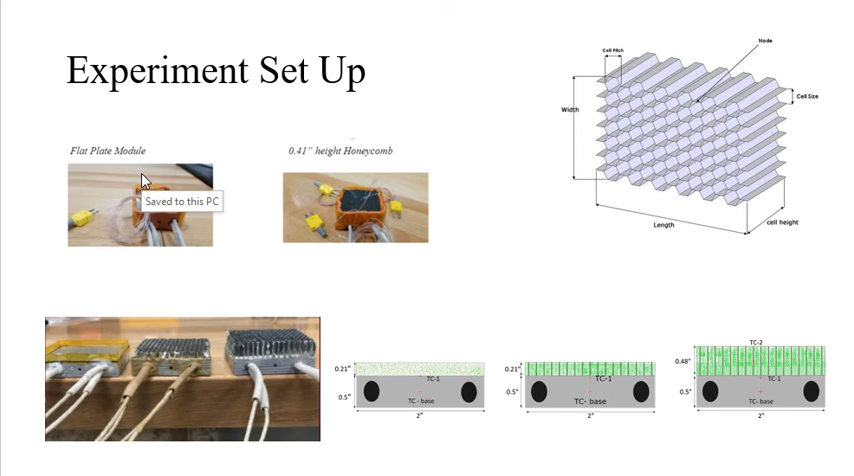 Experiment Set Up
Flat Plate Module
0.41" height Honeycomb
Saved to this PC
Node
Cell Pitch
Width
Cell Size
Length
cell height
0.21"
TC-1
0.5"
TC - base
2"
0.21"
TC-1
0.5"
TC- base
2"
TC-2
0.48"
TC-1
0.5"
TC- base
2"